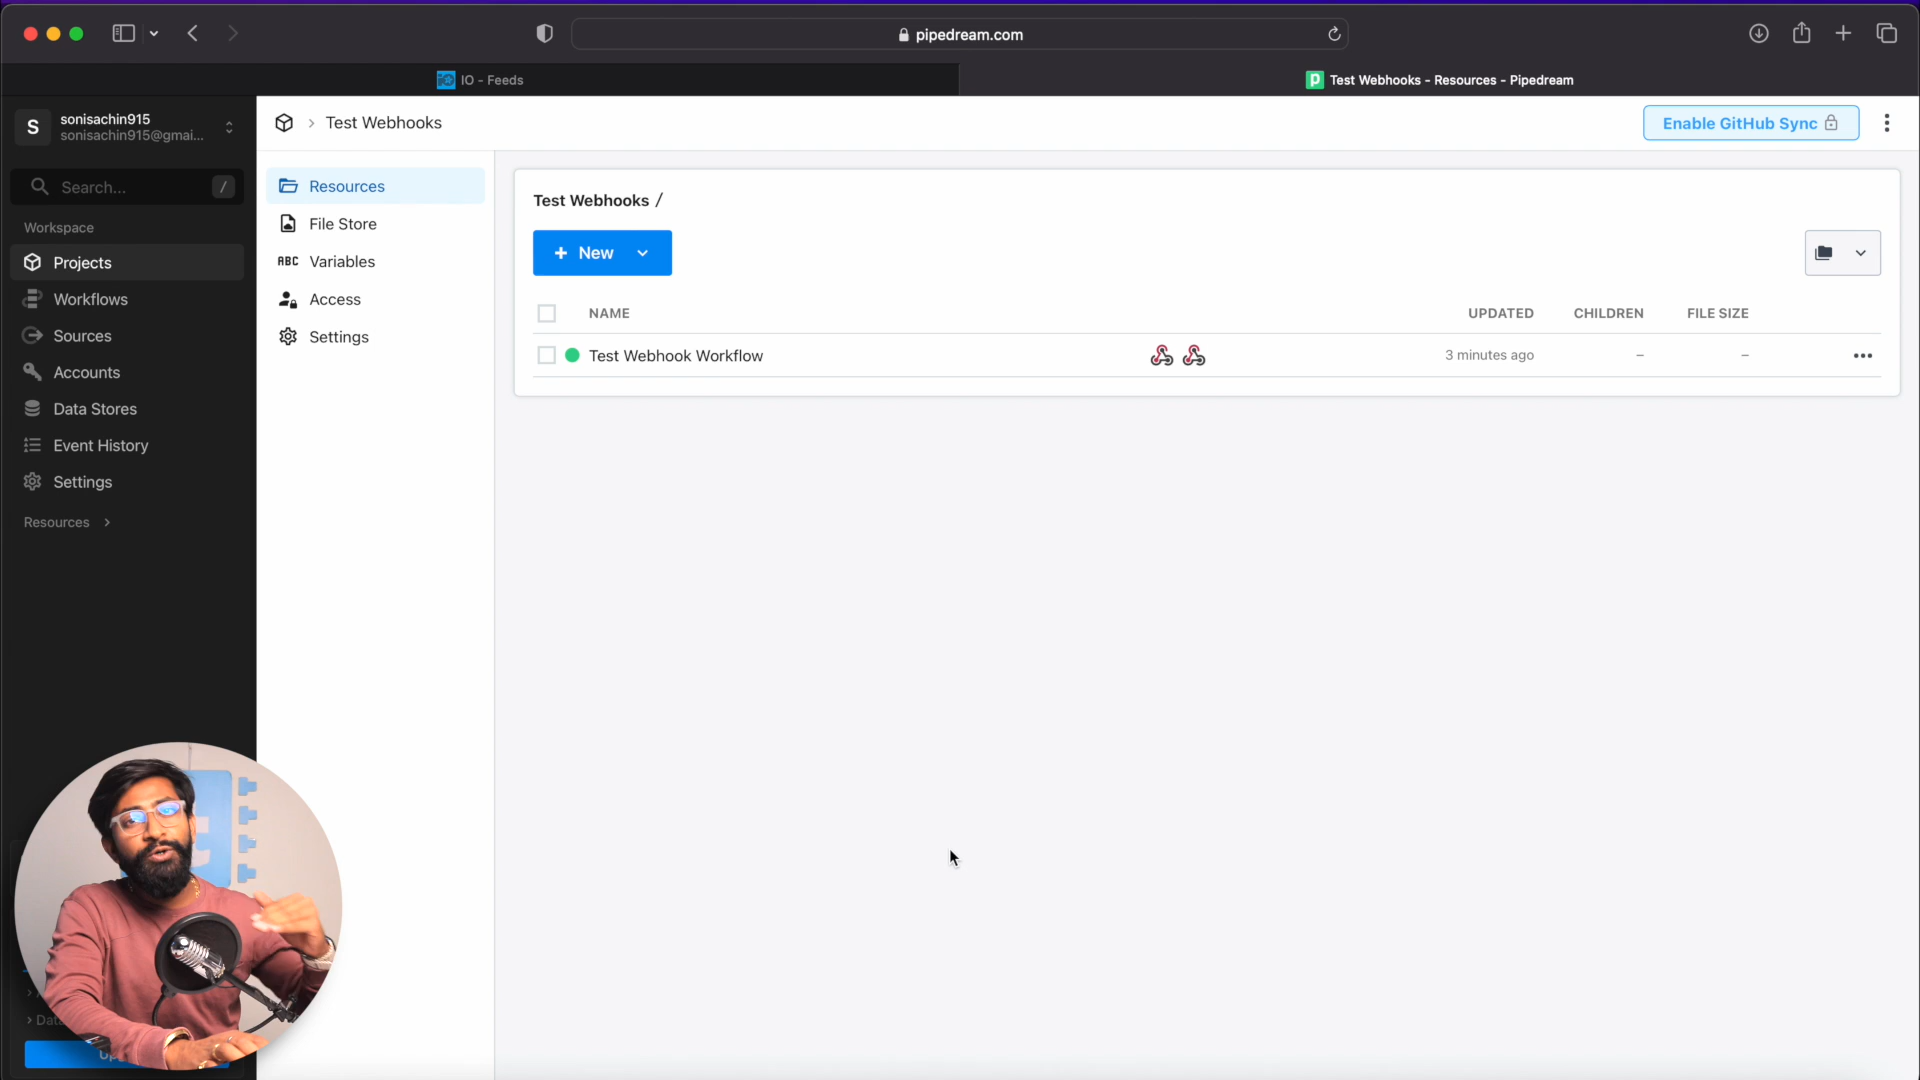 pipedream.com
IO - Feeds
Test Webhooks - Resources - Pipedream
S
sonisachin915
sonisachin915@gmai...
Search...
/
Workspace
Projects
Workflows
Sources
Accounts
Data Stores
Event History
Settings
Resources
Test Webhooks
Enable GitHub Sync
Resources
File Store
ABC Variables
Access
Settings
Test Webhooks /
+ New
NAME UPDATED CHILDREN FILE SIZE
Test Webhook Workflow 3 minutes ago – –